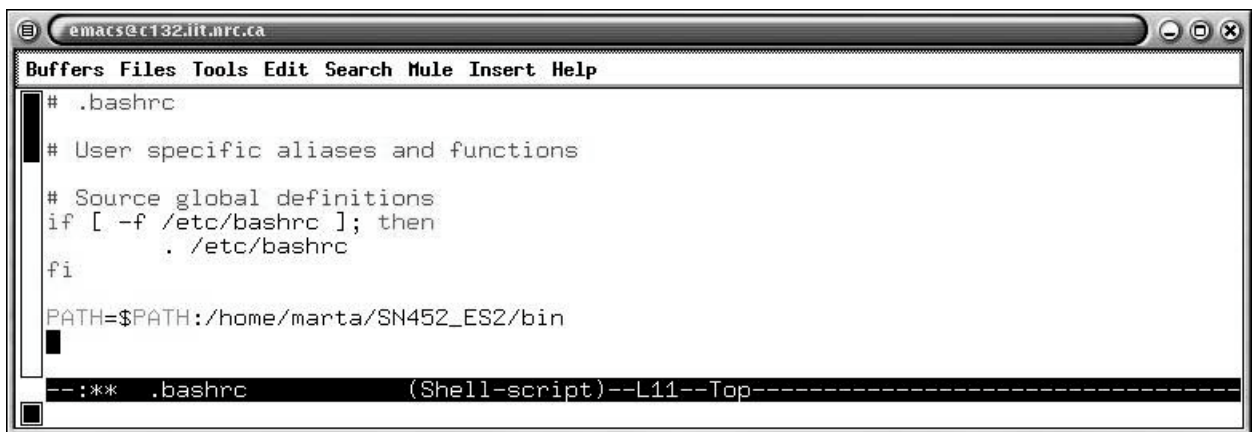 emacs@c132.iit.nrc.ca
Buffers Files Tools Edit Search Mule Insert Help
# .bashrc
# User specific aliases and functions
# Source global definitions
if [ -f /etc/bashrc ]; then
        . /etc/bashrc
fi
PATH=$PATH:/home/marta/SN452_ES2/bin
--:**  .bashrc         (Shell-script)--L11--Top----------------------------------